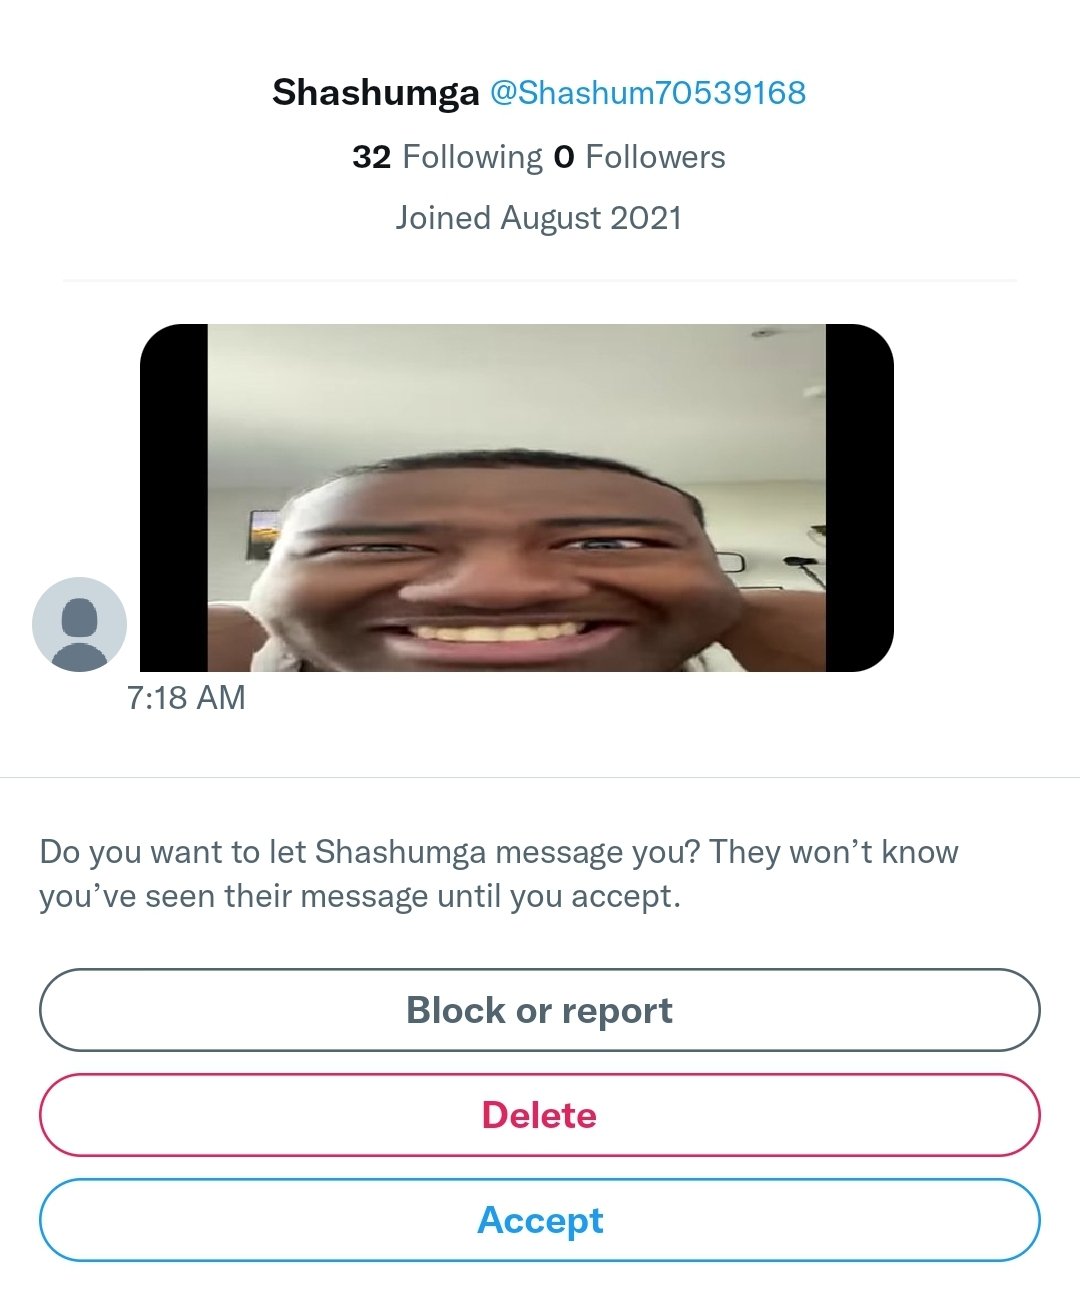 Shashumga @Shashum70539168
32 Following 0 Followers
Joined August 2021
7:18 AM
Do you want to let Shashumga message you? They won’t know
you’ve seen their message until you accept.
Block or report
Delete
Accept